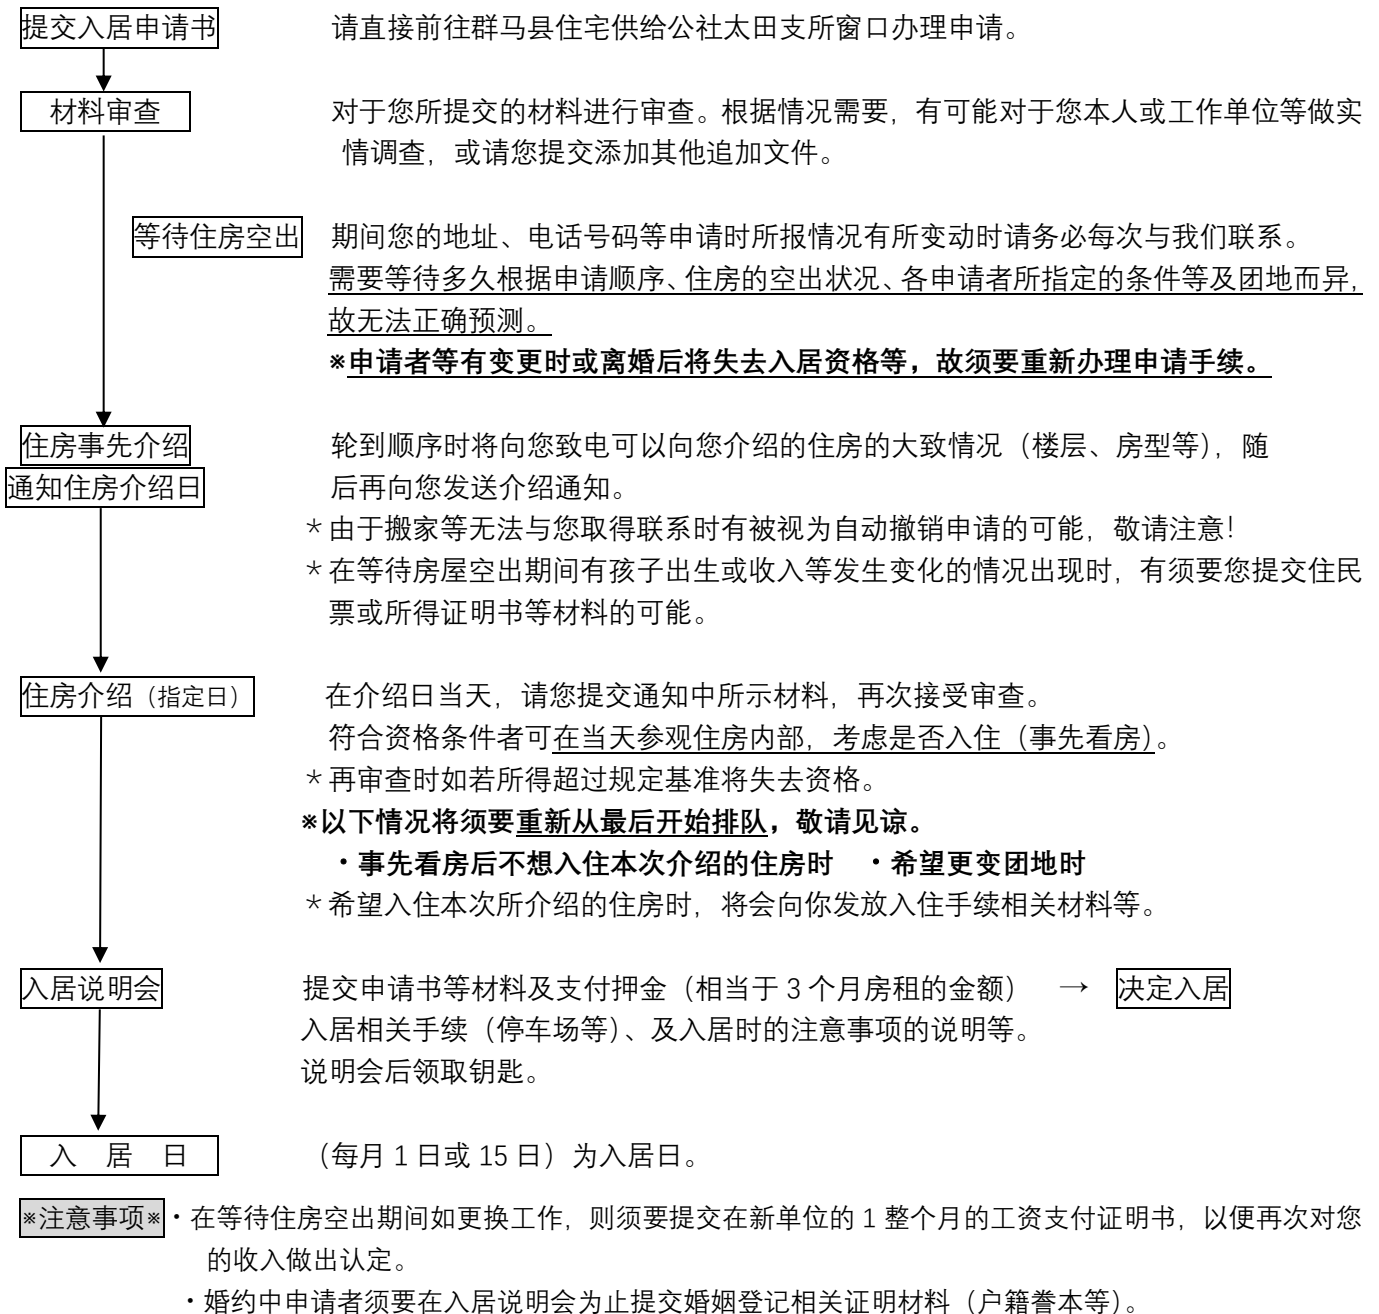 提交入居申请书 请直接前往群马县住宅供给公社太田支所窗口办理申请。
材料审查 对于您所提交的材料进行审查。根据情况需要，有可能对于您本人或工作单位等做实
情调查，或请您提交添加其他追加文件。
等待住房空出 期间您的地址、电话号码等申请时所报情况有所变动时请务必每次与我们联系。
需要等待多久根据申请顺序、住房的空出状况、各申请者所指定的条件等及团地而异，
故无法正确预测。
※申请者等有变更时或离婚后将失去入居资格等，故须要重新办理申请手续。
住房事先介绍 轮到顺序时将向您致电可以向您介绍的住房的大致情况（楼层、房型等），随
通知住房介绍日 后再向您发送介绍通知。
＊由于搬家等无法与您取得联系时有被视为自动撤销申请的可能，敬请注意！
＊在等待房屋空出期间有孩子出生或收入等发生变化的情况出现时，有须要您提交住民
票或所得证明书等材料的可能。
住房介绍（指定日） 在介绍日当天，请您提交通知中所示材料，再次接受审查。
符合资格条件者可在当天参观住房内部，考虑是否入住（事先看房）。
＊再审查时如若所得超过规定基准将失去资格。
※以下情况将须要重新从最后开始排队，敬请见谅。
・事先看房后不想入住本次介绍的住房时 ・希望更变团地时
＊希望入住本次所介绍的住房时，将会向你发放入住手续相关材料等。
入居说明会 提交申请书等材料及支付押金（相当于 3 个月房租的金额） → 决定入居
入居相关手续（停车场等）、及入居时的注意事项的说明等。
说明会后领取钥匙。
入 居 日 （每月 1 日或 15 日）为入居日。
※注意事项※・在等待住房空出期间如更换工作，则须要提交在新单位的 1 整个月的工资支付证明书，以便再次对您
的收入做出认定。
・婚约中申请者须要在入居说明会为止提交婚姻登记相关证明材料（户籍誊本等）。